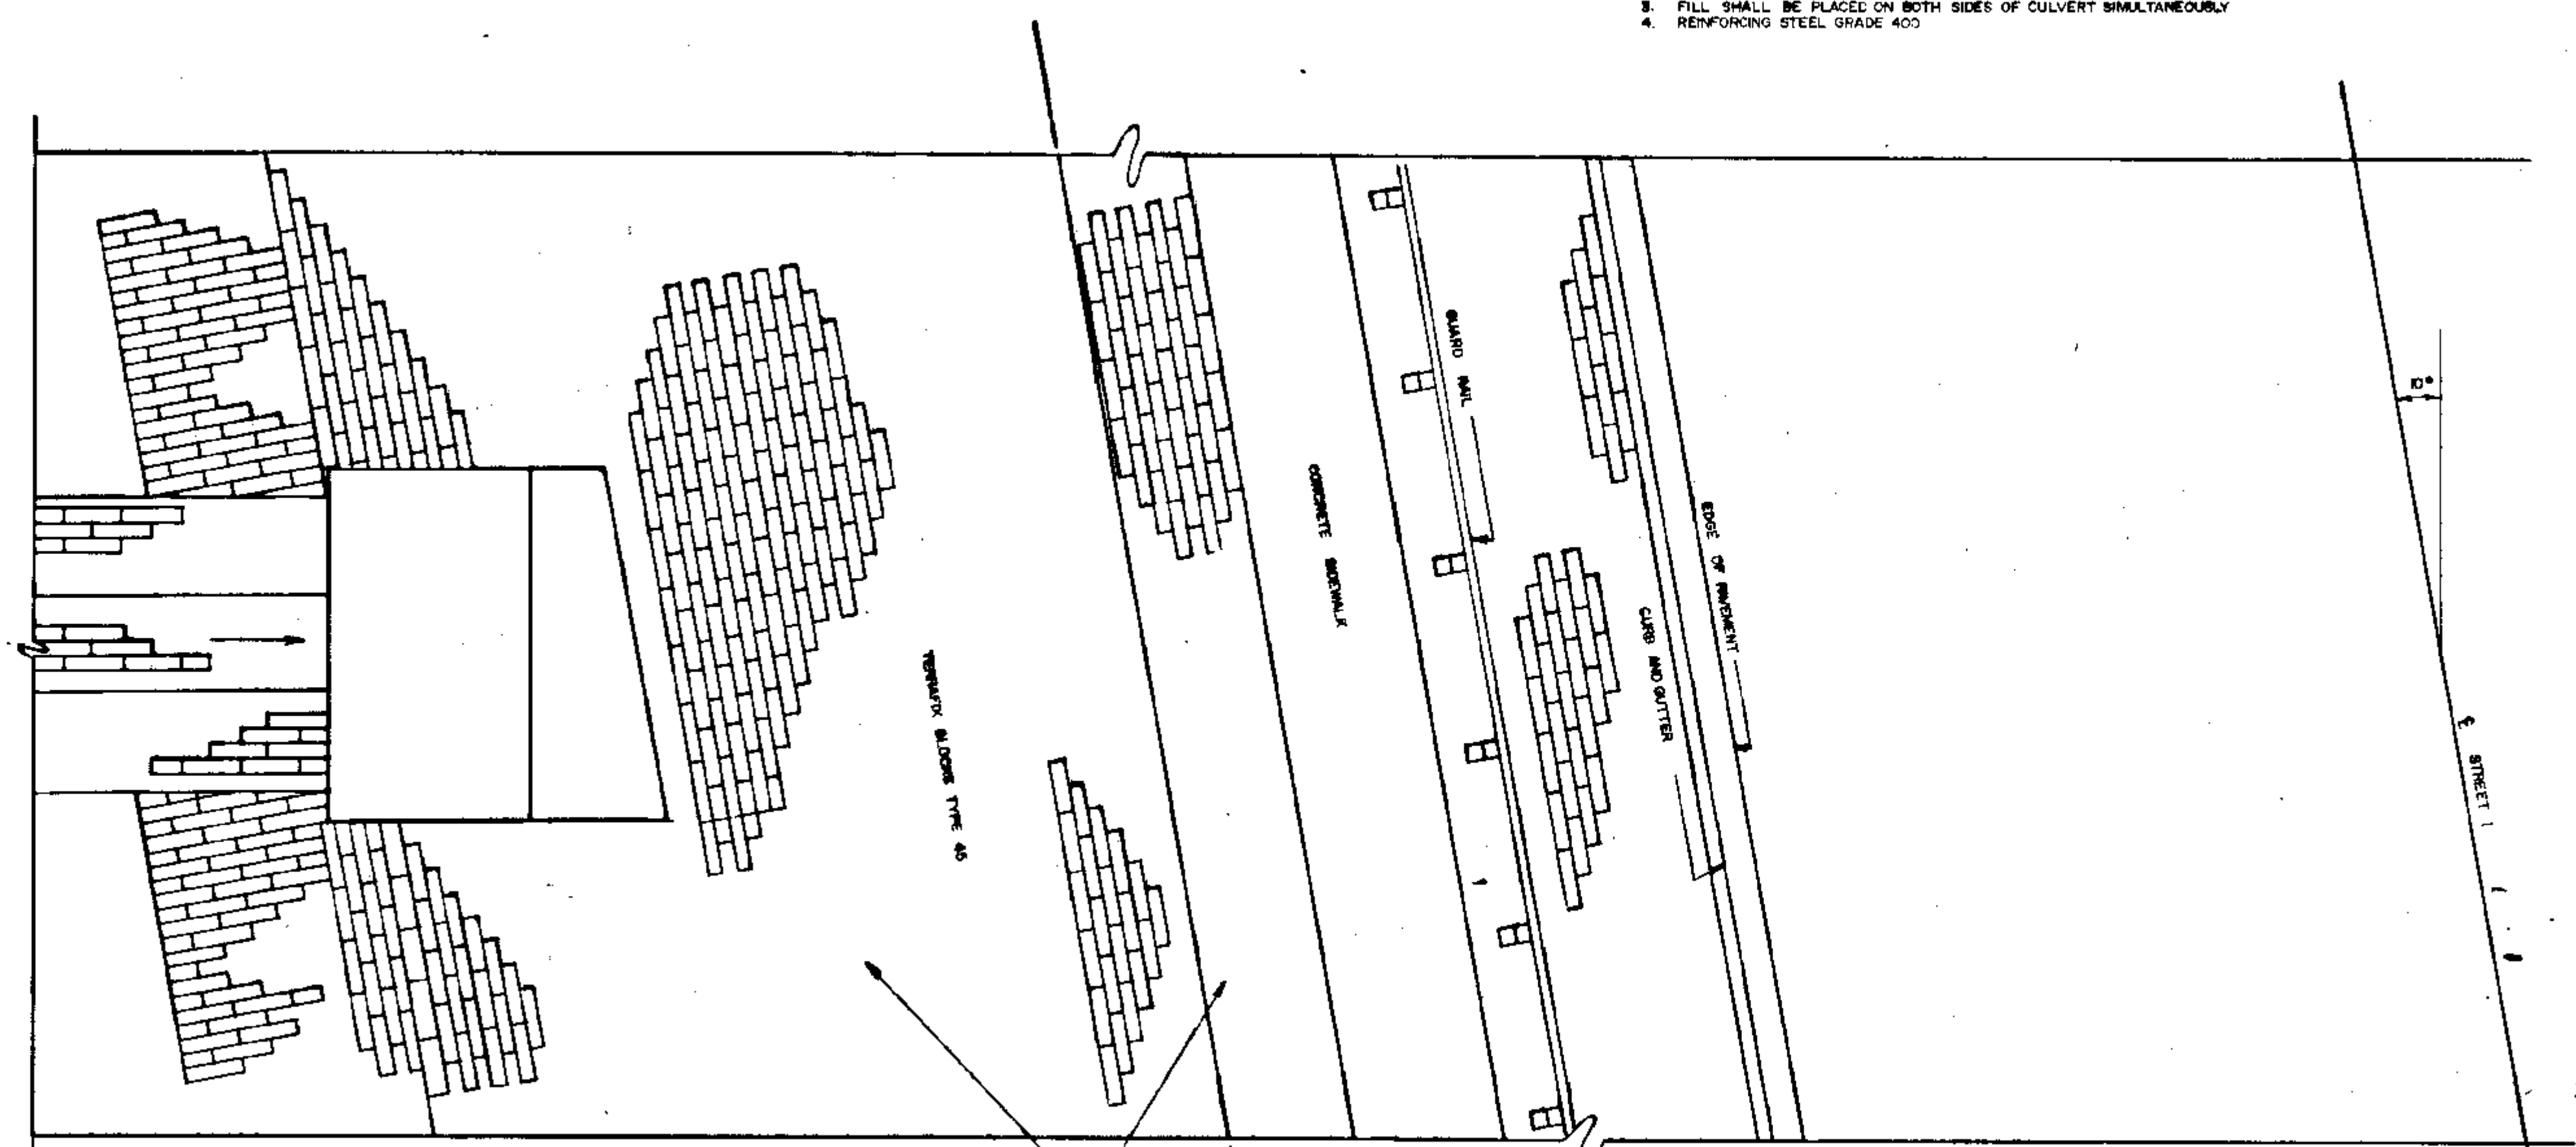 3. FILL SHALL BE PLACED ON BOTH SIDES OF CULVERT SIMULTANEOUSLY
4. REINFORCING STEEL GRADE 400
GUARD RAIL
10°
CONCRETE SIDEWALK
EDGE OF PAVEMENT
CURB AND GUTTER
TERRAFIX BLOCKS TYPE 45
℄ STREET 1